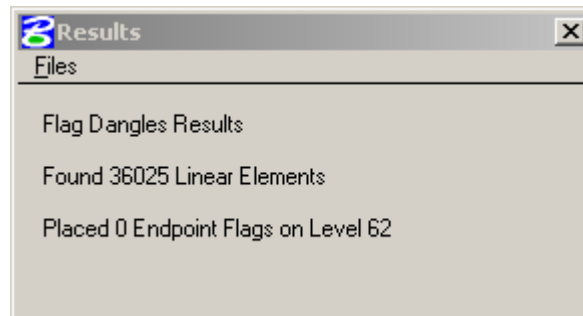 Results
Files
Flag Dangles Results
Found 36025 Linear Elements
Placed 0 Endpoint Flags on Level 62